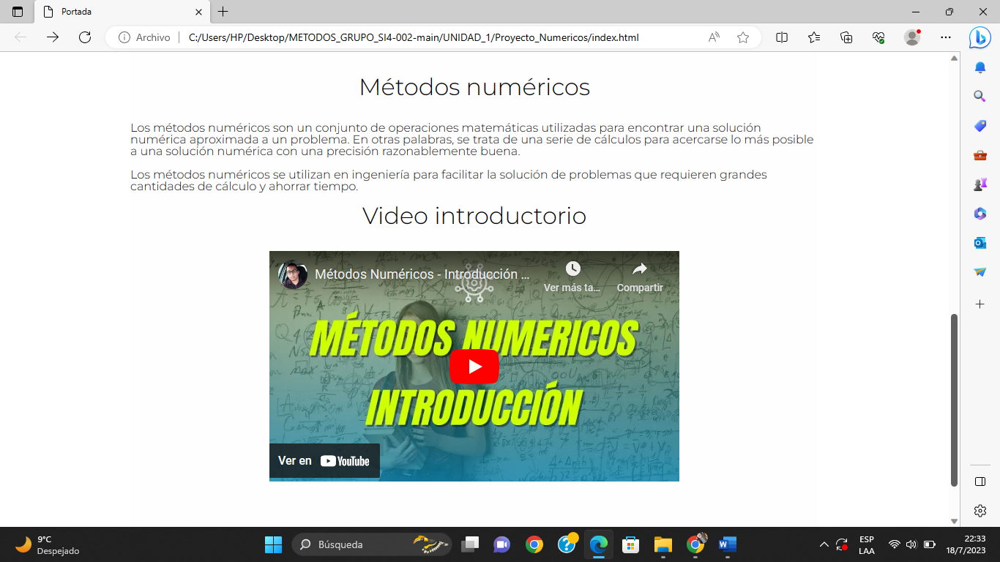 Portada
Archivo
C:/Users/HP/Desktop/METODOS_GRUPO_SI4-002-main/UNIDAD_1/Proyecto_Numericos/index.html
Métodos numéricos
Los métodos numéricos son un conjunto de operaciones matemáticas utilizadas para encontrar una solución
numérica aproximada a un problema. En otras palabras, se trata de una serie de cálculos para acercarse lo más posible
a una solución numérica con una precisión razonablemente buena.
Los métodos numéricos se utilizan en ingeniería para facilitar la solución de problemas que requieren grandes
cantidades de cálculo y ahorrar tiempo.
Video introductorio
Métodos Numéricos - Introducción ...
Ver más ta...
Compartir
MÉTODOS NUMERICOS
INTRODUCCIÓN
Ver en YouTube
9°C
Despejado
Búsqueda
ESP
LAA
22:33
18/7/2023